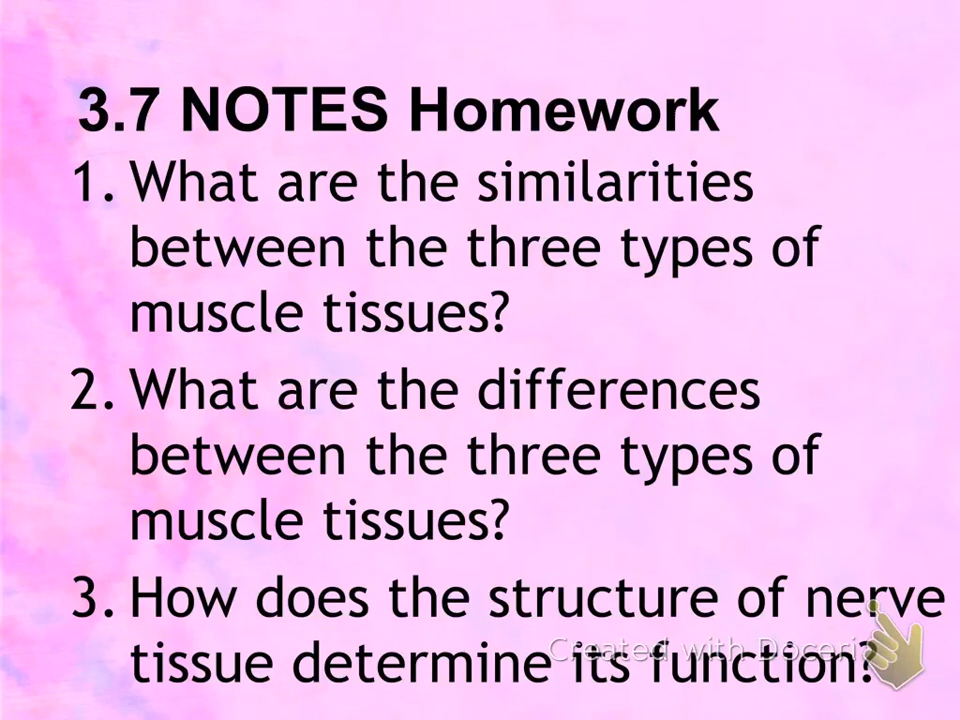 3.7 NOTES Homework
1. What are the similarities
between the three types of
muscle tissues?
2. What are the differences
between the three types of
muscle tissues?
3. How does the structure of nerve
tissue determine its function?
Created with Doceri